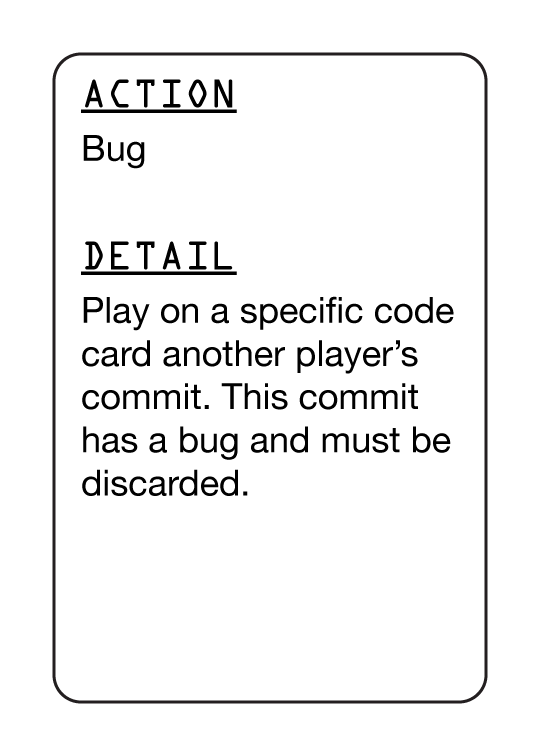 ACTION
Bug
DETAIL
Play on a specific code
card another player’s
commit. This commit
has a bug and must be
discarded.